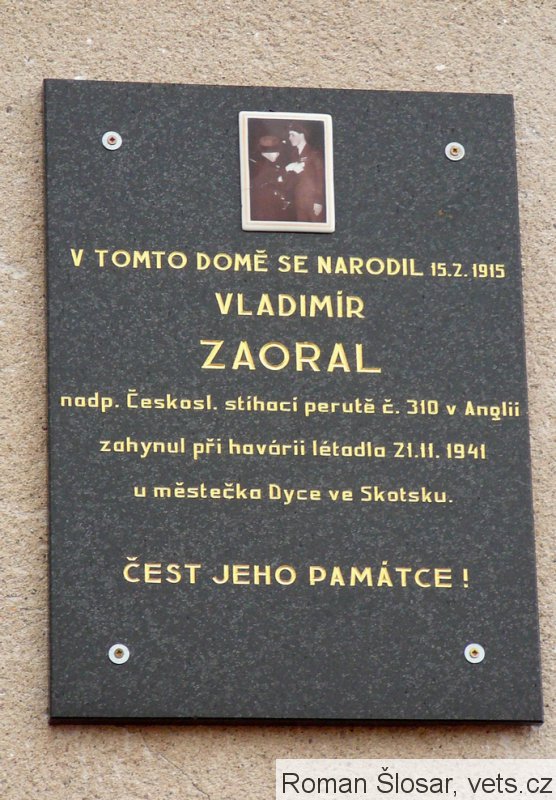 V TOMTO DOMĚ SE NARODIL 15.2.1915
VLADIMÍR
ZAORAL
nadp. Českosl. stíhací perutě č. 310 v Anglii
zahynul při havárii létadla 21.11. 1941
u městečka Dyce ve Skotsku.
ČEST JEHO PAMÁTCE !
Roman Šlosar, vets.cz